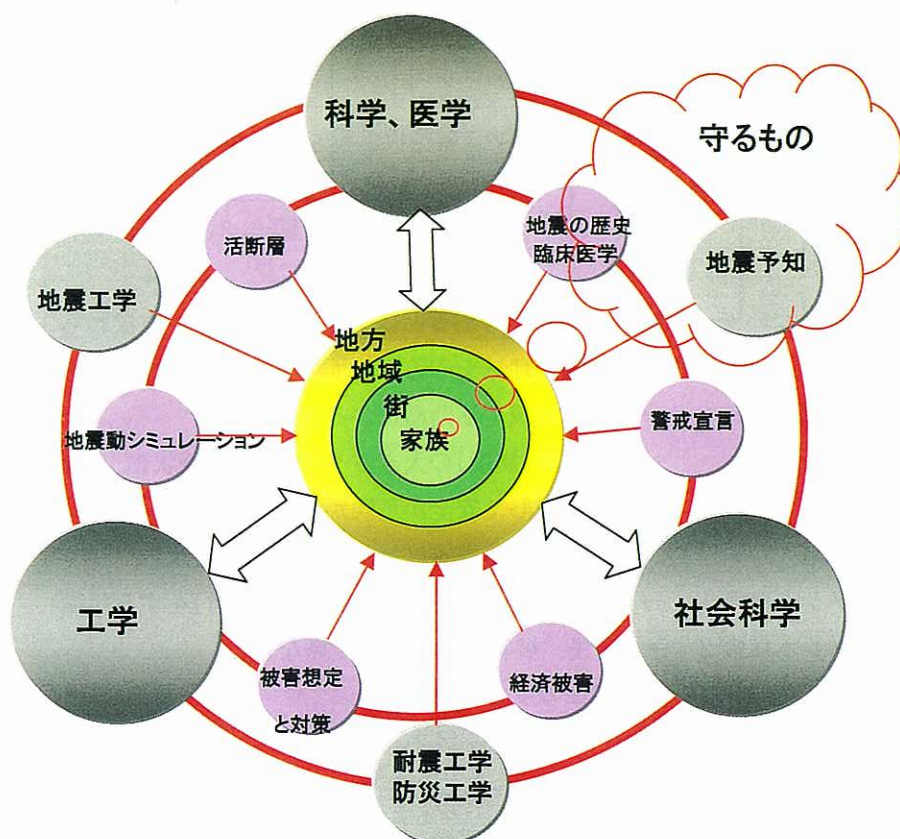 科学、医学
守るもの
活断層
地震の歴史
臨床医学
地震予知
地震工学
地方
地域
街
家族
地震動シミュレーション
警戒宣言
工学
社会科学
被害想定
と対策
経済被害
耐震工学
防災工学